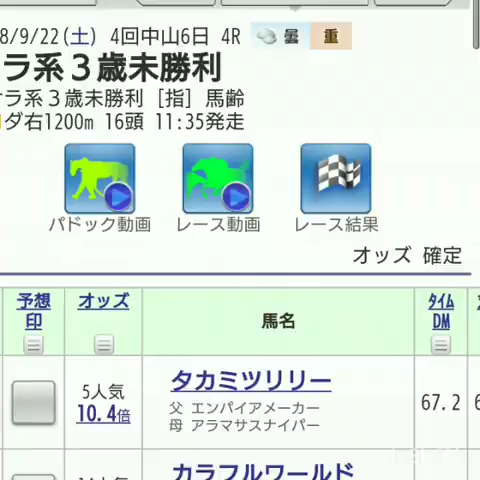 8/9/22(土) 4回中山6日 4R 曇 重
ラ系３歳未勝利
ラ系３歳未勝利 [指] 馬齢
ダ右1200m 16頭 11:35発走
パドック動画 レース動画 レース結果
オッズ 確定
予想印 オッズ 馬名 ﾀｲﾑDM
5人気
10.4倍
タカミツリリー
父 エンパイアメーカー
母 アラマサスナイパー
67.2
カラフルワールド